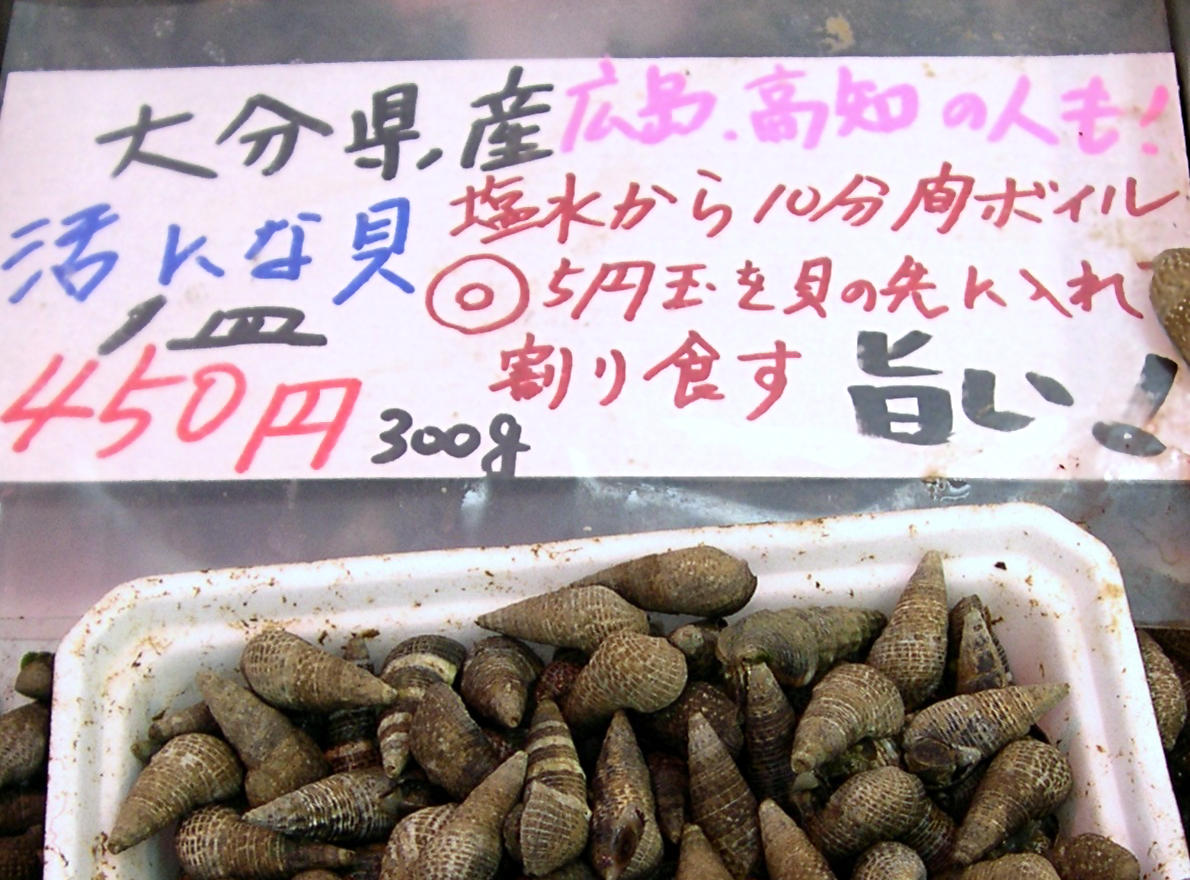 大分県産
広島、高知の人も!
活にな貝
塩水から10分間ボイル
◎5円玉を貝の先に入れ
割り食す
1皿
450円
300g
旨い!